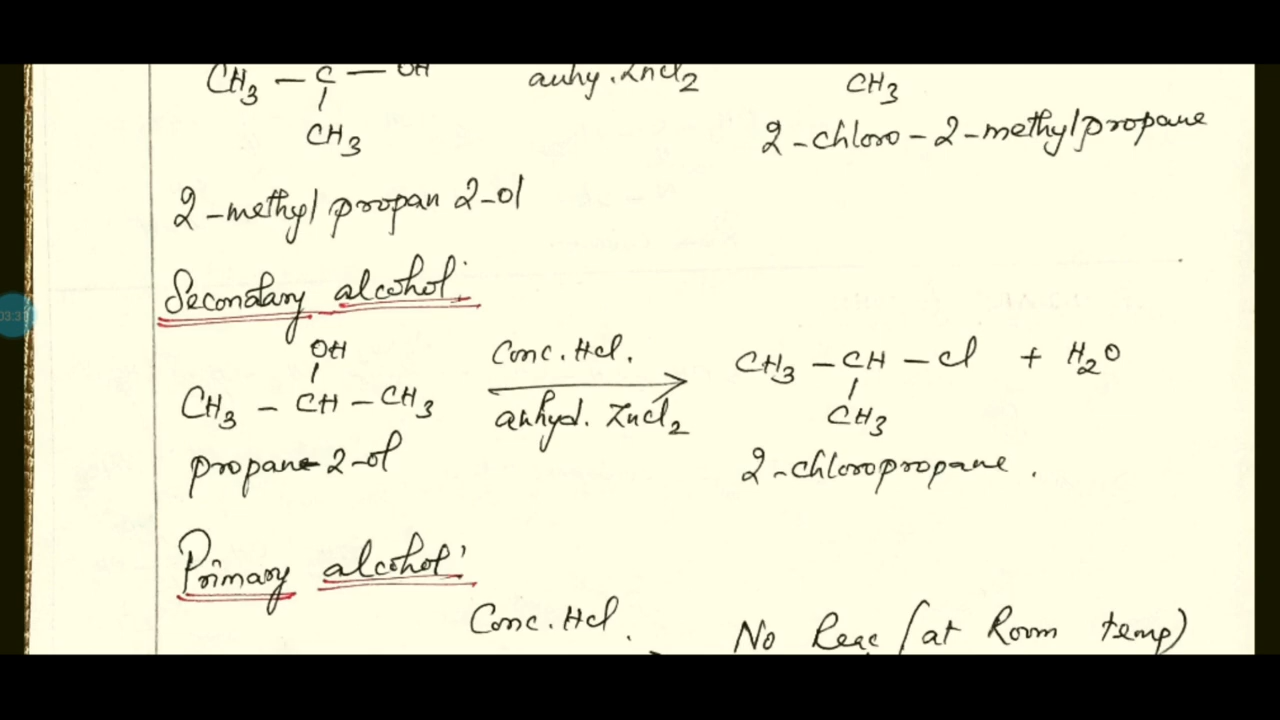 CH3 — C — OH anhy. ZnCl2 CH3
CH3
2-chloro-2-methylpropane
2-methyl propan 2-ol
Secondary alcohol:
OH
Conc. HCl.
CH3 — CH — Cl + H2O
CH3 — CH — CH3
anhyd. ZnCl2 CH3
propane 2-ol
2-chloropropane.
Primary alcohol:
Conc. HCl.
No Reac (at Room temp)